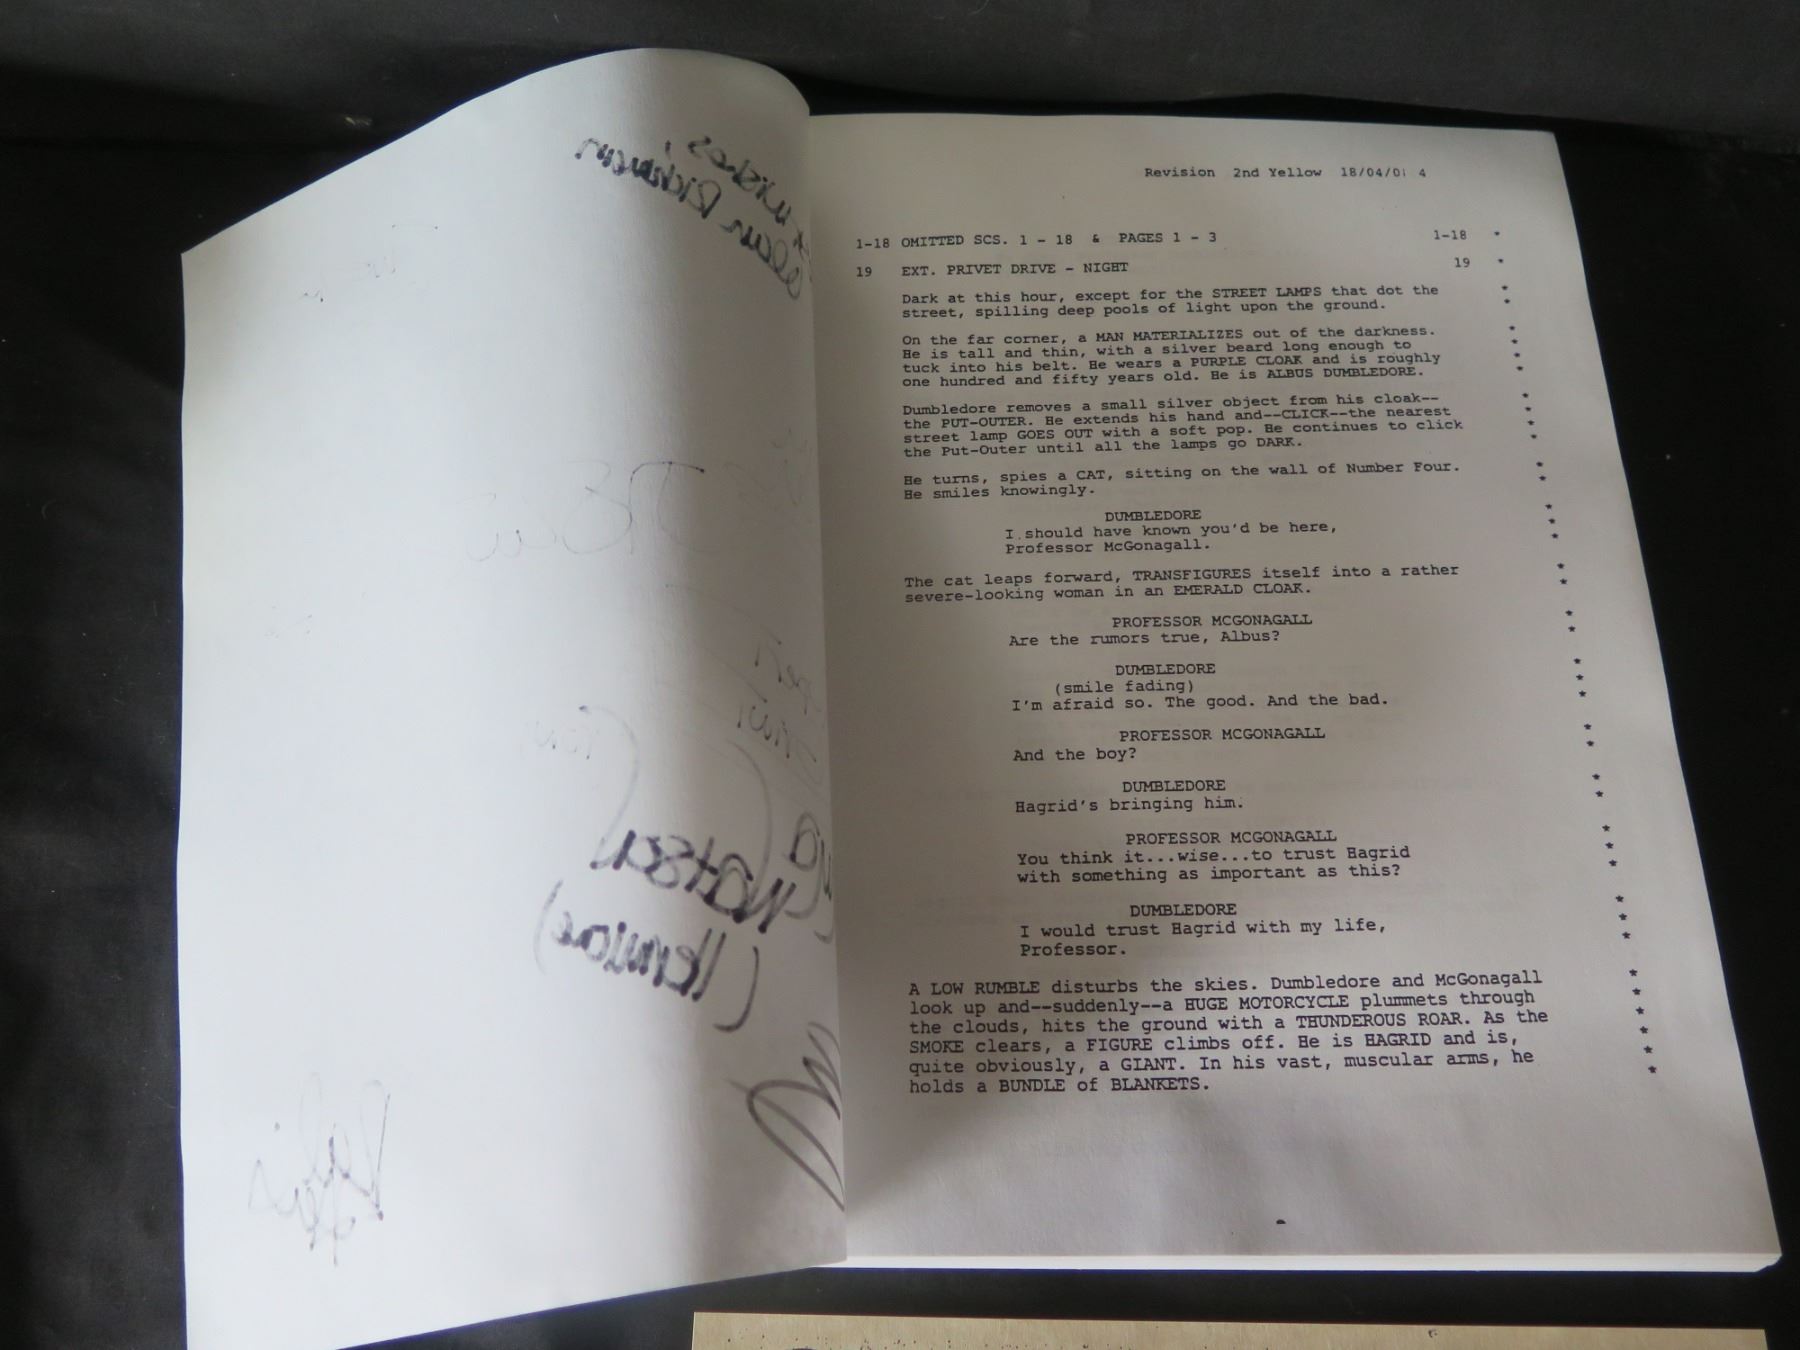 wishes,
Alan Rickman
Watson
(Hermione)
Revision 2nd Yellow 18/04/0 4
1-18 OMITTED SCS. 1 - 18 & PAGES 1 - 3 1-18 *
19 EXT. PRIVET DRIVE - NIGHT 19 *
Dark at this hour, except for the STREET LAMPS that dot the *
street, spilling deep pools of light upon the ground. *
On the far corner, a MAN MATERIALIZES out of the darkness. *
He is tall and thin, with a silver beard long enough to *
tuck into his belt. He wears a PURPLE CLOAK and is roughly *
one hundred and fifty years old. He is ALBUS DUMBLEDORE. *
Dumbledore removes a small silver object from his cloak-- *
the PUT-OUTER. He extends his hand and--CLICK--the nearest *
street lamp GOES OUT with a soft pop. He continues to click *
the Put-Outer until all the lamps go DARK. *
He turns, spies a CAT, sitting on the wall of Number Four. *
He smiles knowingly. *
DUMBLEDORE *
I should have known you'd be here, *
Professor McGonagall. *
The cat leaps forward, TRANSFIGURES itself into a rather *
severe-looking woman in an EMERALD CLOAK. *
PROFESSOR MCGONAGALL *
Are the rumors true, Albus? *
DUMBLEDORE *
(smile fading) *
I'm afraid so. The good. And the bad. *
PROFESSOR MCGONAGALL *
And the boy? *
DUMBLEDORE *
Hagrid's bringing him. *
PROFESSOR MCGONAGALL *
You think it...wise...to trust Hagrid *
with something as important as this? *
DUMBLEDORE *
I would trust Hagrid with my life, *
Professor. *
A LOW RUMBLE disturbs the skies. Dumbledore and McGonagall *
look up and--suddenly--a HUGE MOTORCYCLE plummets through *
the clouds, hits the ground with a THUNDEROUS ROAR. As the *
SMOKE clears, a FIGURE climbs off. He is HAGRID and is, *
quite obviously, a GIANT. In his vast, muscular arms, he *
holds a BUNDLE of BLANKETS. *